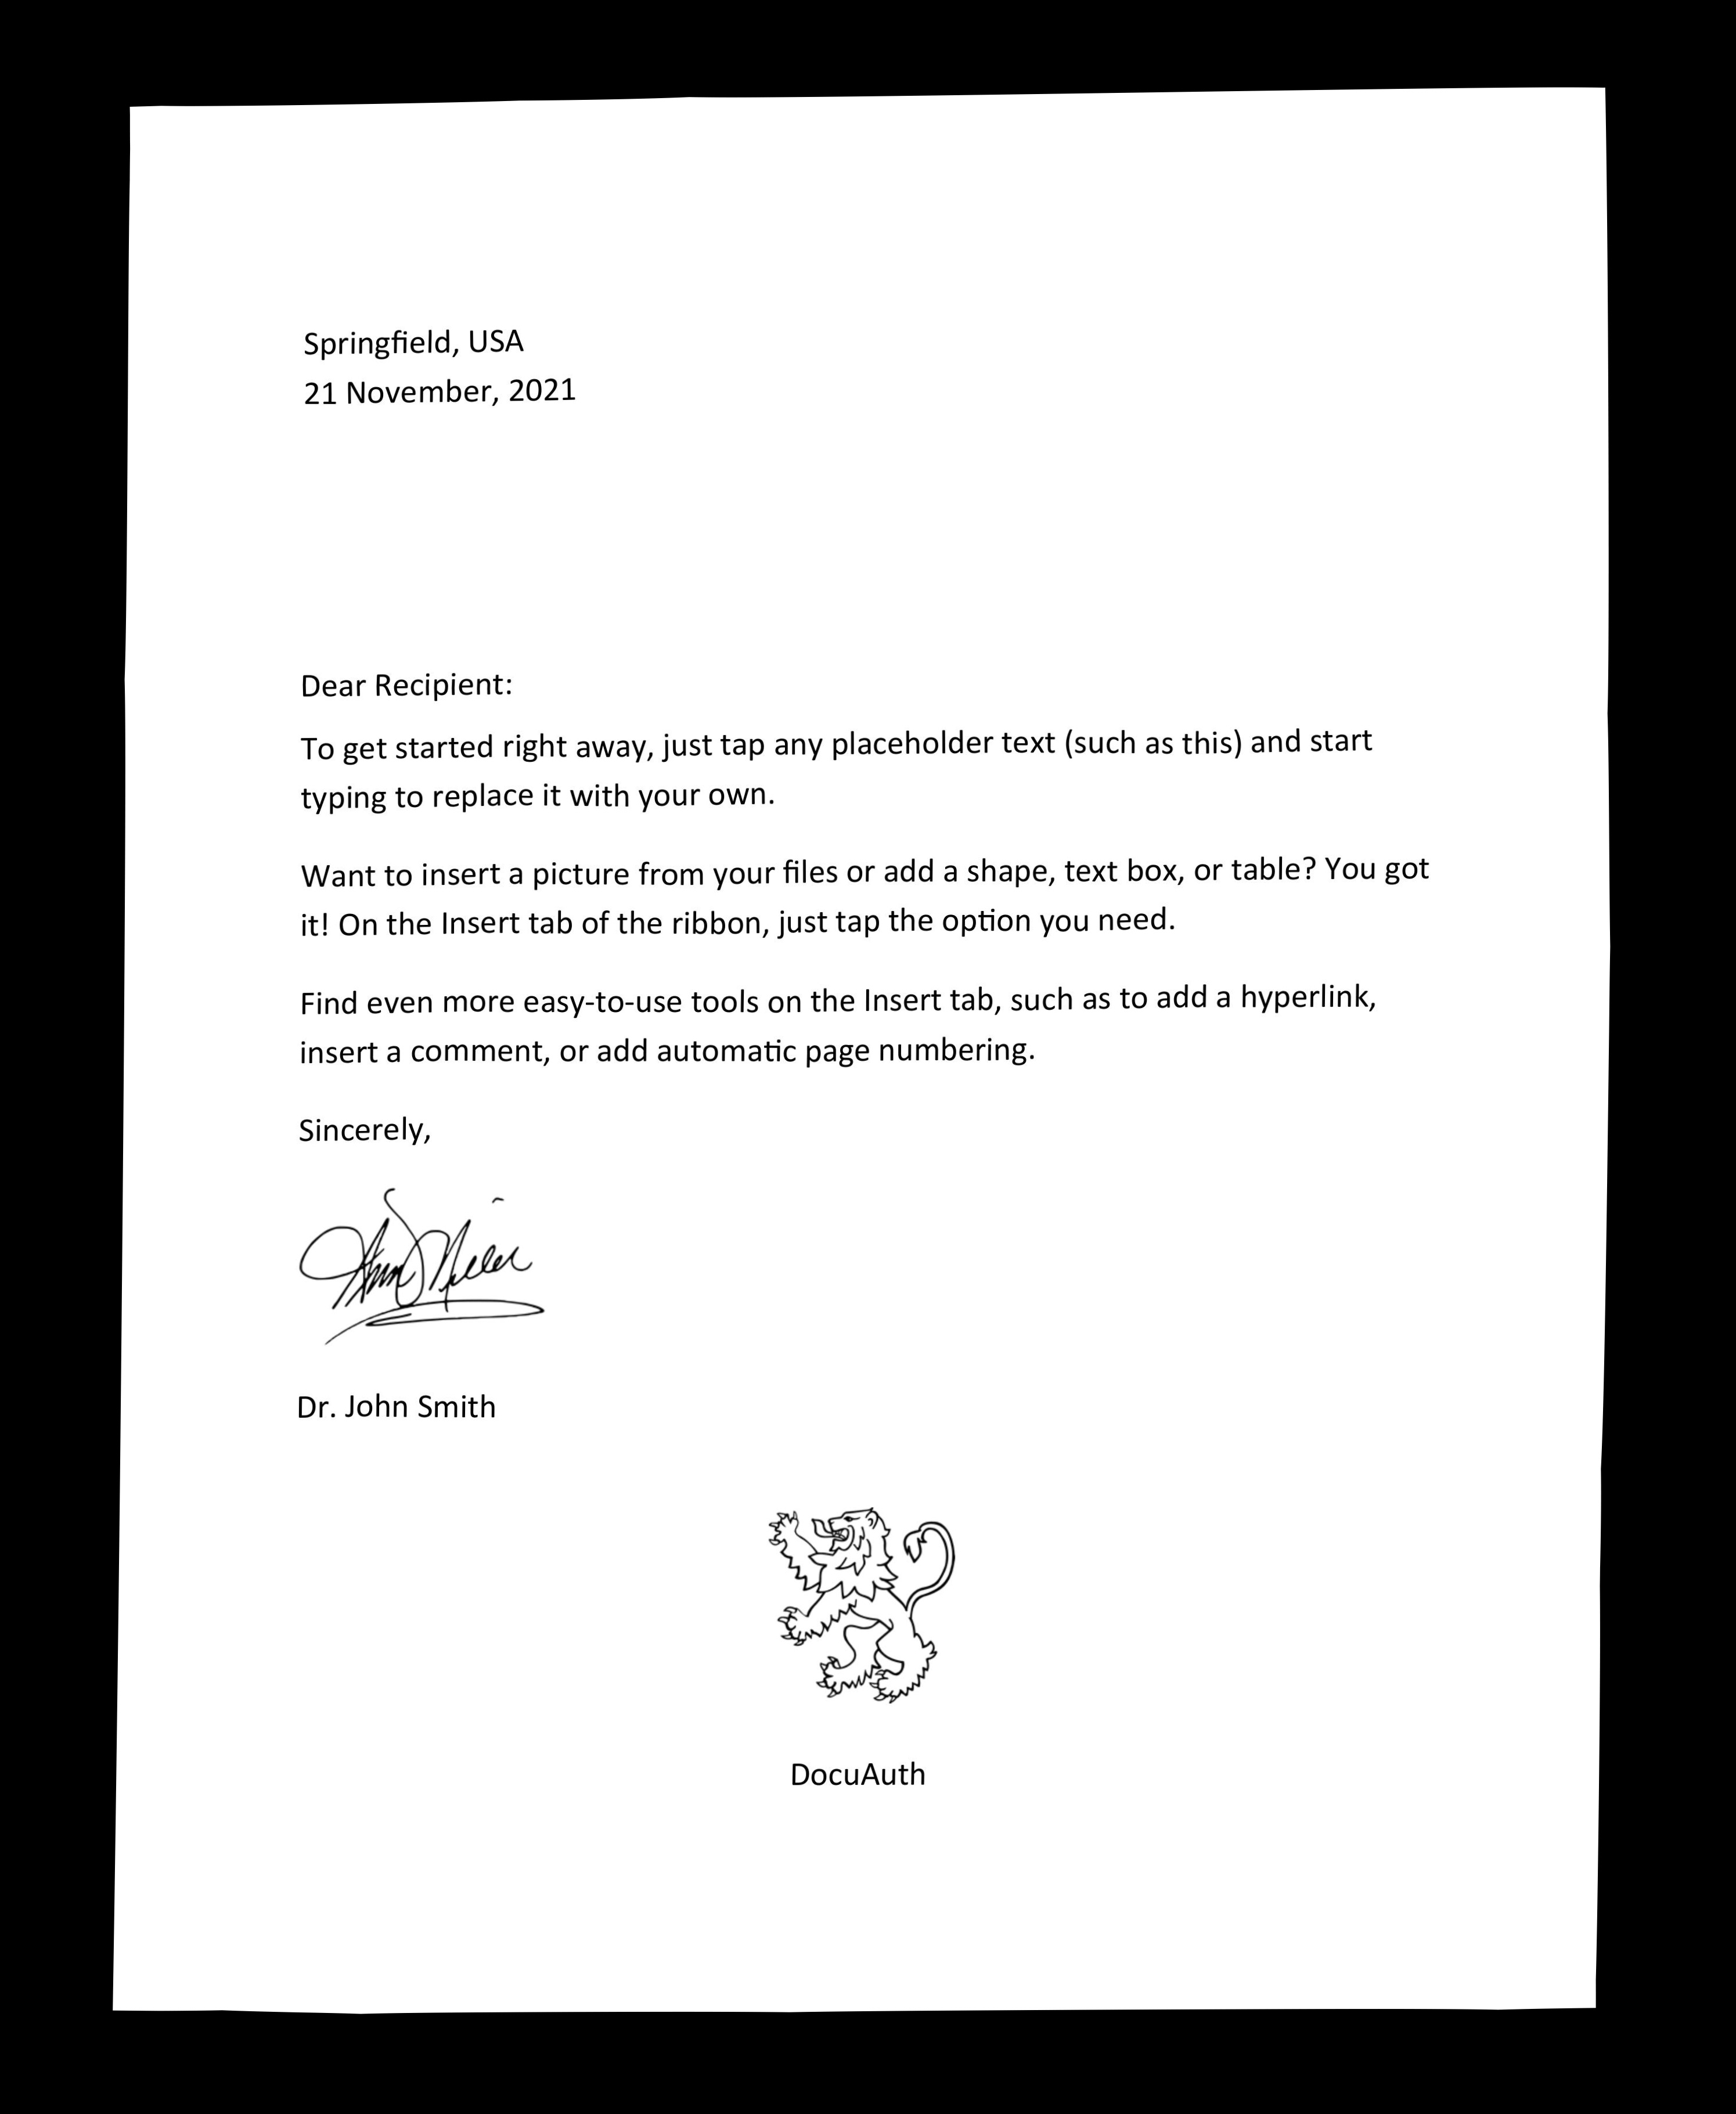 Springfield, USA
21 November, 2021
Dear Recipient:
To get started right away, just tap any placeholder text (such as this) and start
typing to replace it with your own.
Want to insert a picture from your files or add a shape, text box, or table? You got
it! On the Insert tab of the ribbon, just tap the option you need.
Find even more easy-to-use tools on the Insert tab, such as to add a hyperlink,
insert a comment, or add automatic page numbering.
Sincerely,
Dr. John Smith
DocuAuth